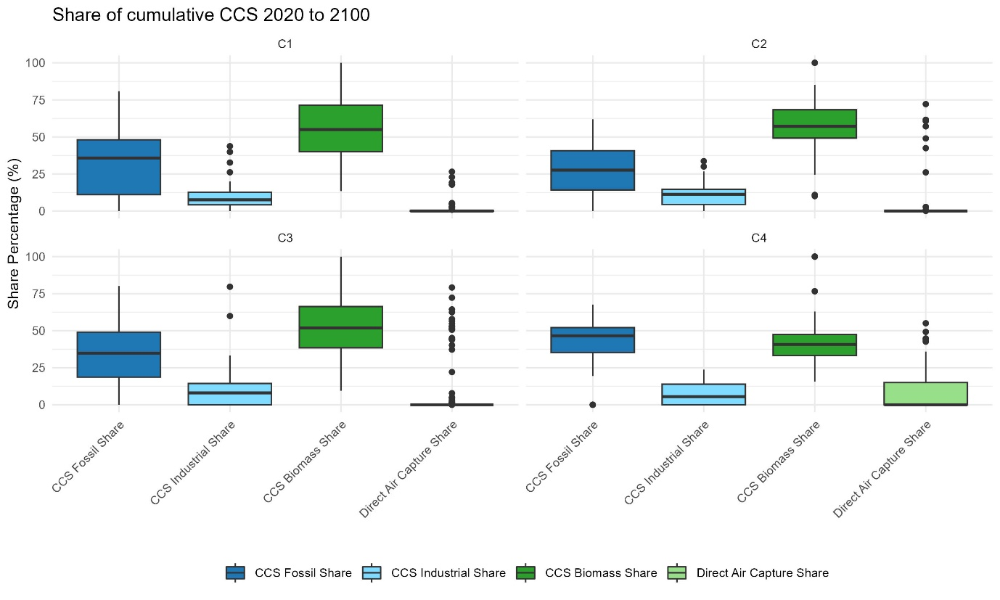 Share of cumulative CCS 2020 to 2100
C1
C2
100
75
50
25
0
C3
C4
100
75
50
25
0
Share Percentage (%)
CCS Fossil Share
CCS Industrial Share
CCS Biomass Share
Direct Air Capture Share
CCS Fossil Share
CCS Industrial Share
CCS Biomass Share
Direct Air Capture Share
CCS Fossil Share CCS Industrial Share CCS Biomass Share Direct Air Capture Share